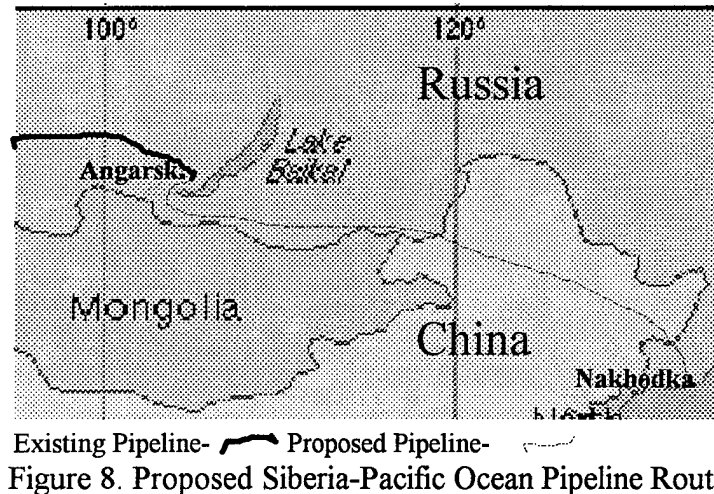 100° 120°
Russia
Lake
Baikal
Angarsk
Mongolia
China
Nakhodka
Existing Pipeline- Proposed Pipeline-
Figure 8. Proposed Siberia-Pacific Ocean Pipeline Rout